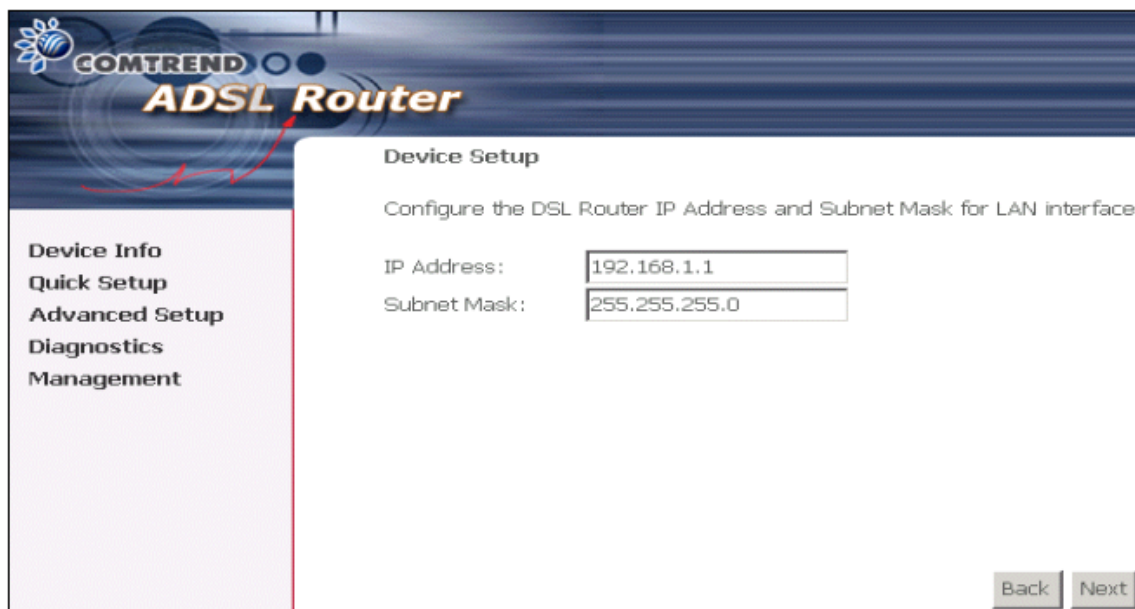 COMTREND
ADSL Router
Device Info
Quick Setup
Advanced Setup
Diagnostics
Management
Device Setup
Configure the DSL Router IP Address and Subnet Mask for LAN interface
IP Address: 192.168.1.1
Subnet Mask: 255.255.255.0
Back Next